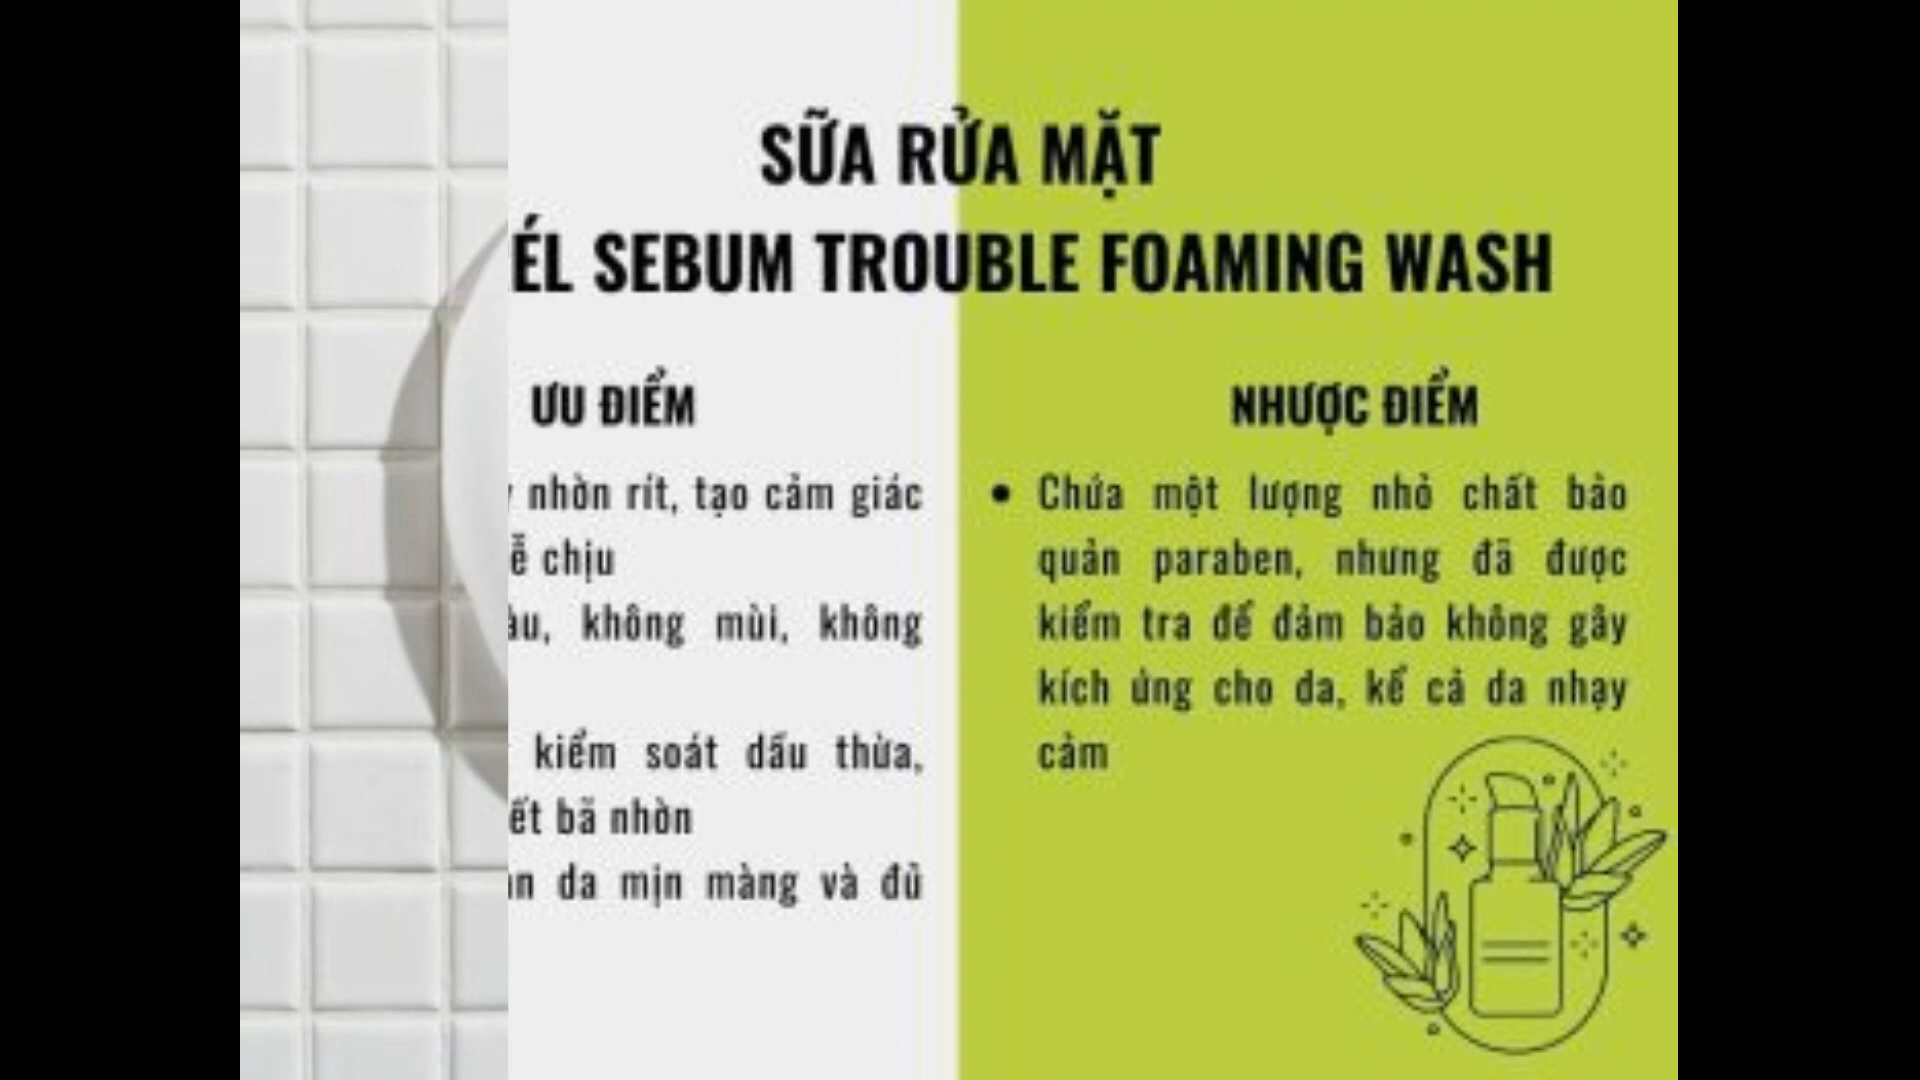 SỮA RỬA MẶT
ÉL SEBUM TROUBLE FOAMING WASH
ƯU ĐIỂM
nhờn rít, tạo cảm giác
chịu
không mùi, không
kiểm soát dầu thừa,
bã nhờn
da mịn màng và đủ
NHƯỢC ĐIỂM
• Chứa một lượng nhỏ chất bảo
quản paraben, nhưng đã được
kiểm tra để đảm bảo không gây
kích ứng cho da, kể cả da nhạy
cảm